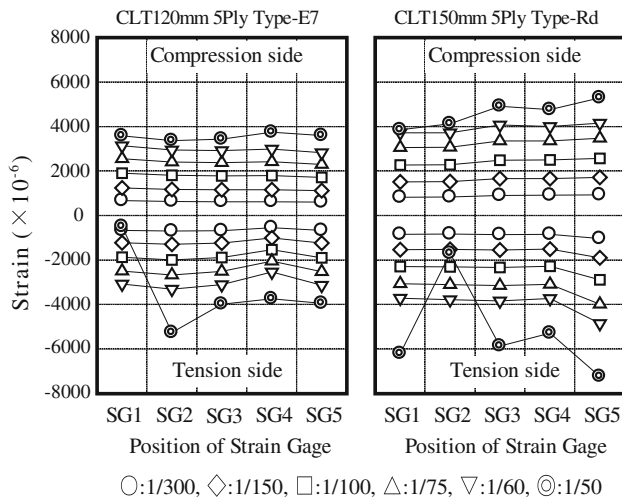 CLT120mm 5Ply Type-E7 CLT150mm 5Ply Type-Rd
8000
6000
4000
2000
0
-2000
-4000
-6000
-8000
Strain (×10⁻⁶)
Compression side Compression side
Tension side Tension side
SG1 SG2 SG3 SG4 SG5 SG1 SG2 SG3 SG4 SG5
Position of Strain Gage Position of Strain Gage
○:1/300, ◇:1/150, □:1/100, △:1/75, ▽:1/60, ◎:1/50